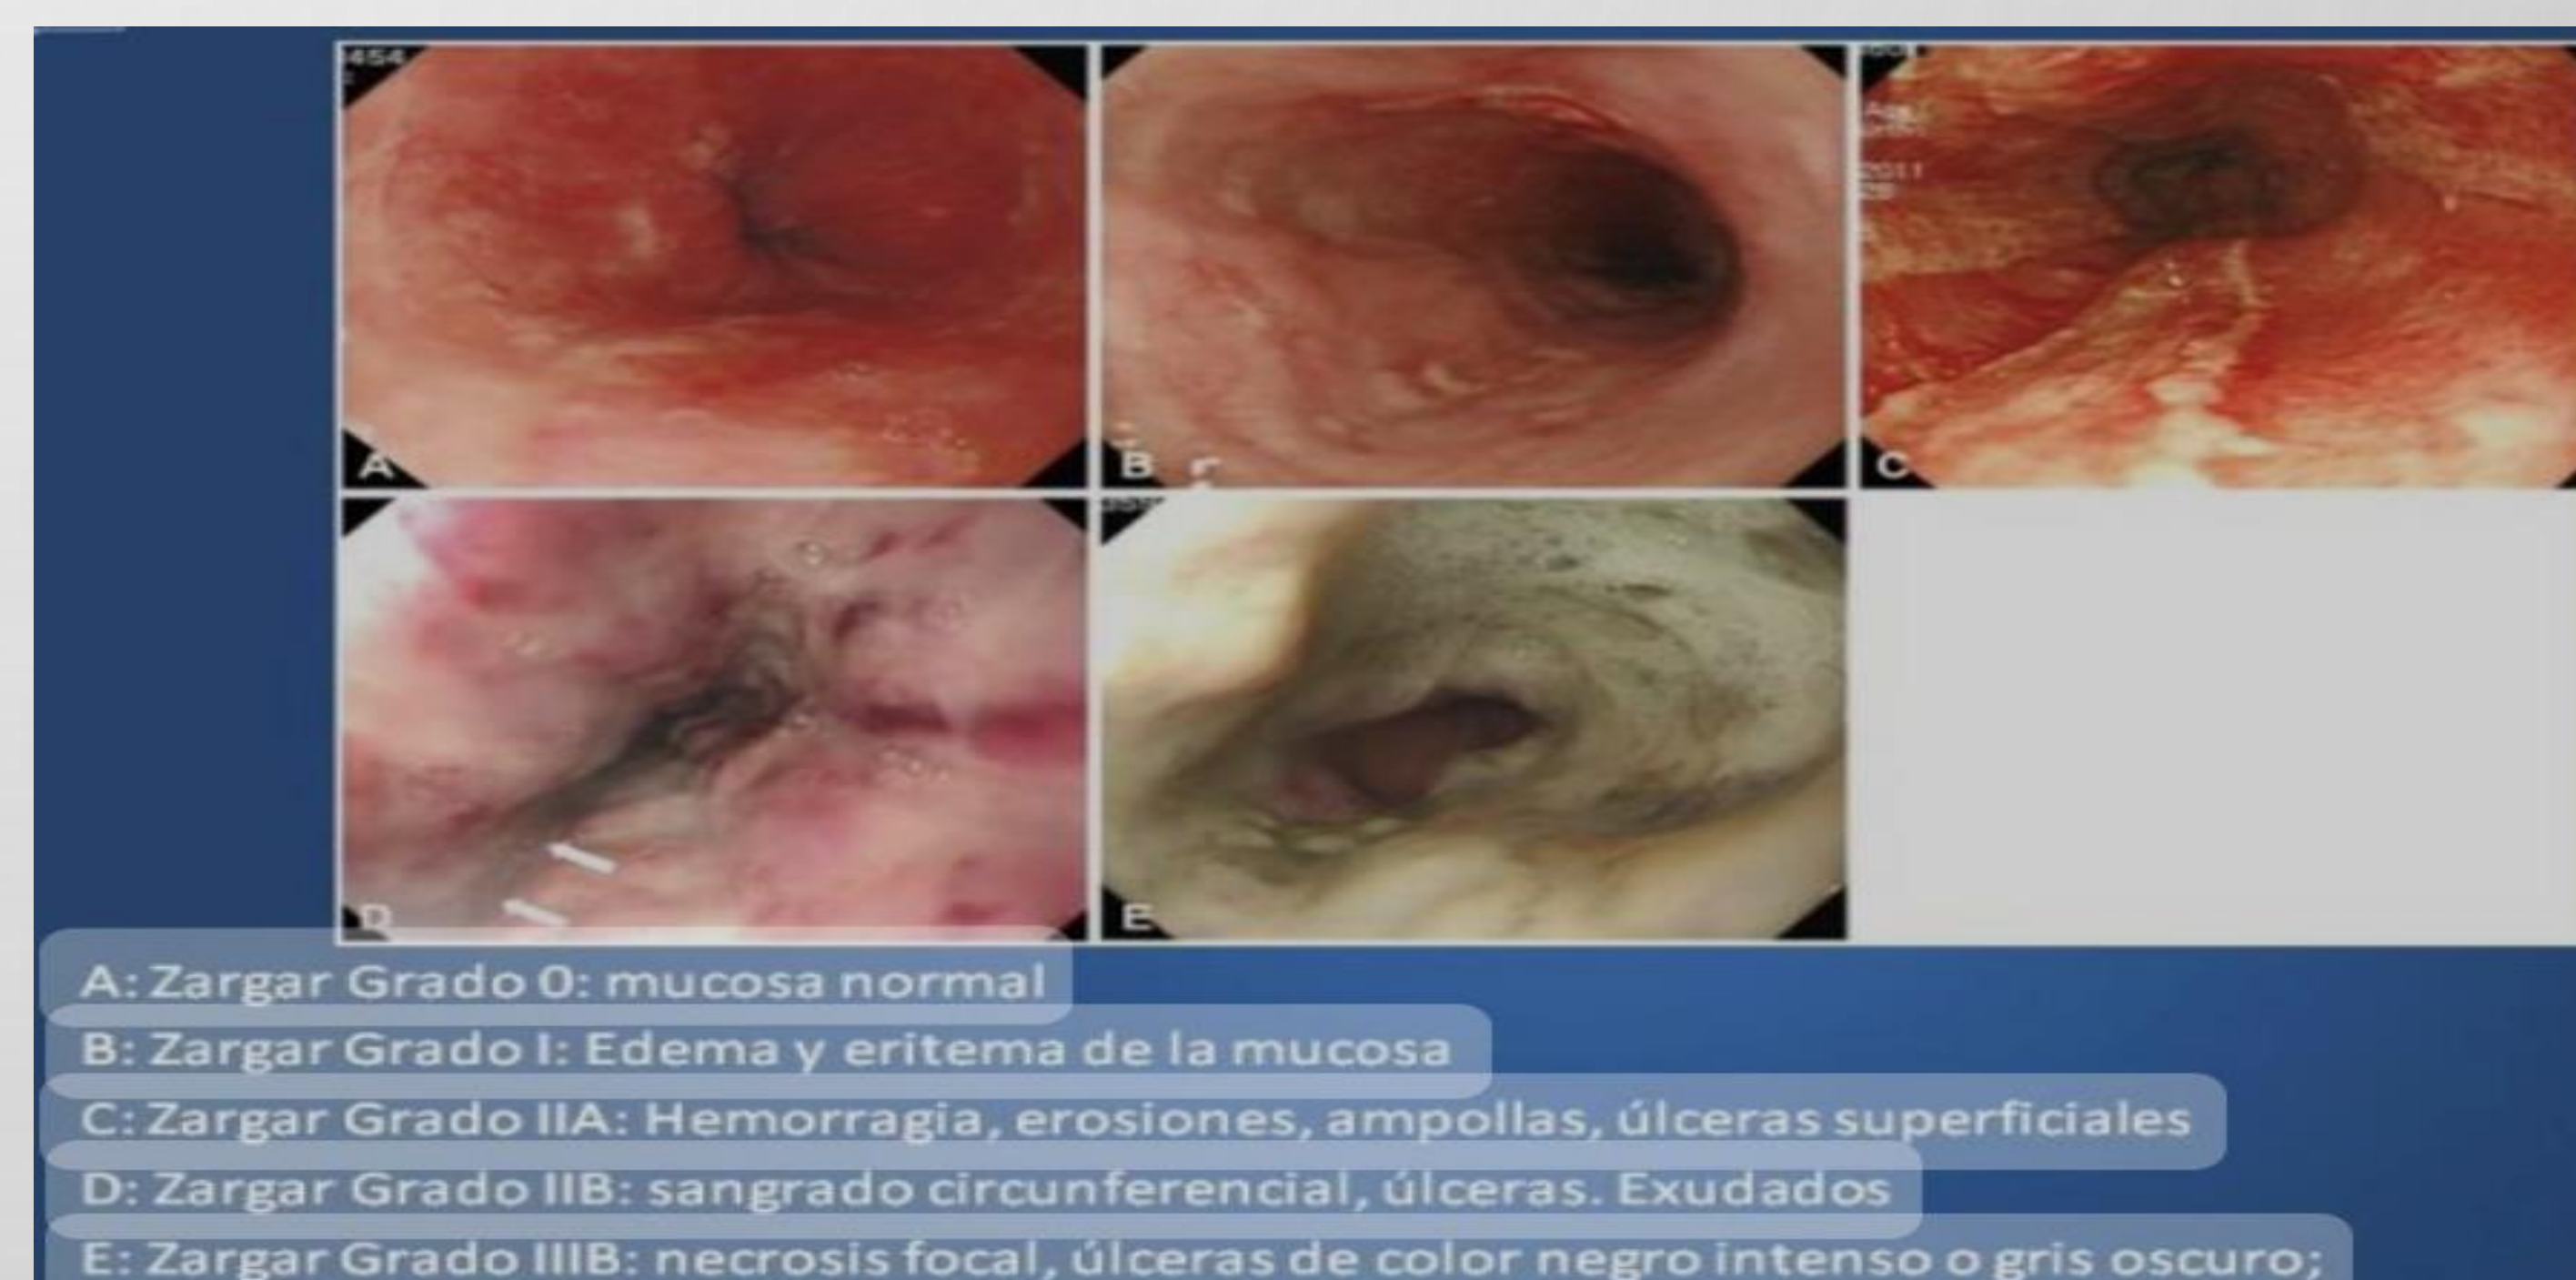 454
2011
A
B
C
D
E
A: Zargar Grado 0: mucosa normal
B: Zargar Grado I: Edema y eritema de la mucosa
C: Zargar Grado IIA: Hemorragia, erosiones, ampollas, úlceras superficiales
D: Zargar Grado IIB: sangrado circunferencial, úlceras. Exudados
E: Zargar Grado IIIB: necrosis focal, úlceras de color negro intenso o gris oscuro;